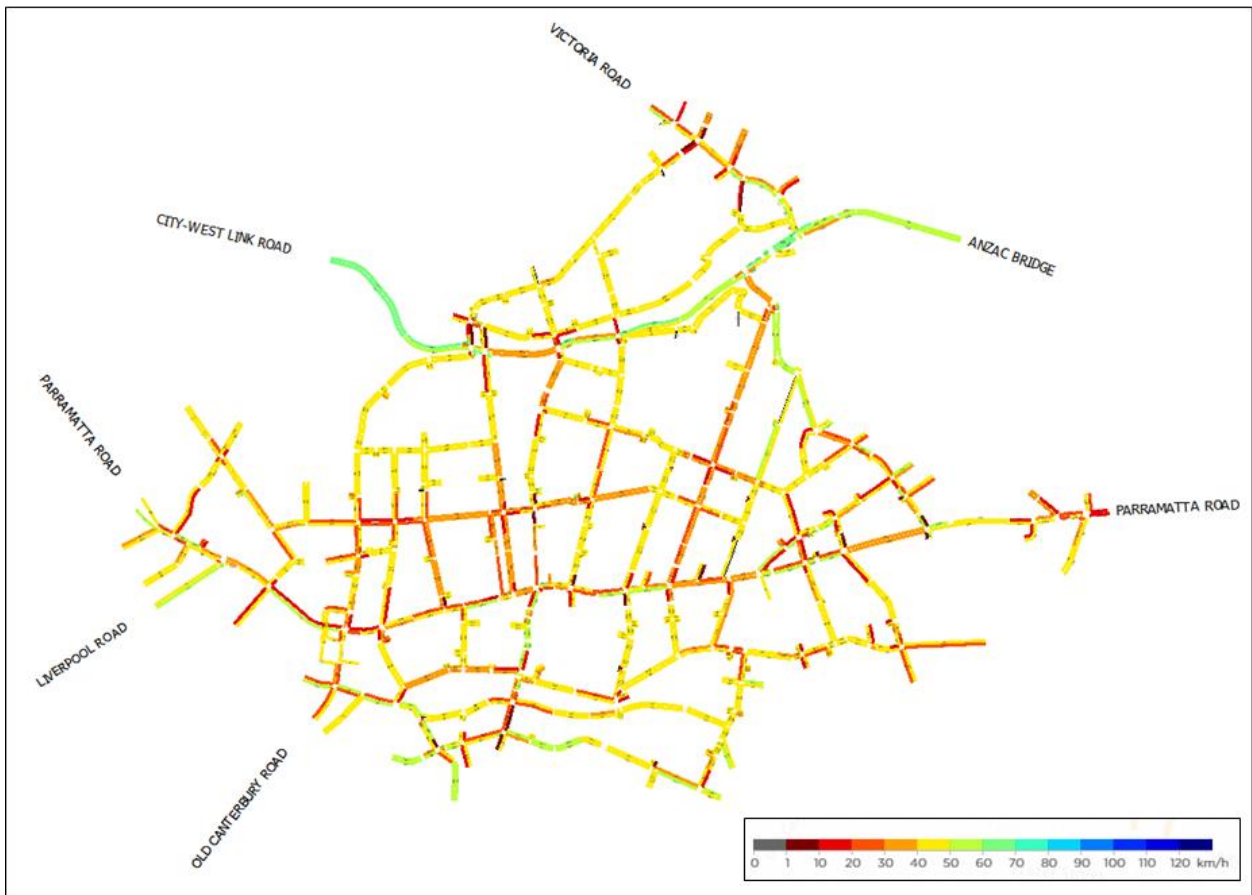 VICTORIA ROAD
CITY-WEST LINK ROAD
ANZAC BRIDGE
PARRAMATTA ROAD
PARRAMATTA ROAD
LIVERPOOL ROAD
OLD CANTERBURY ROAD
0 1 10 20 30 40 50 60 70 80 90 100 110 120 km/h